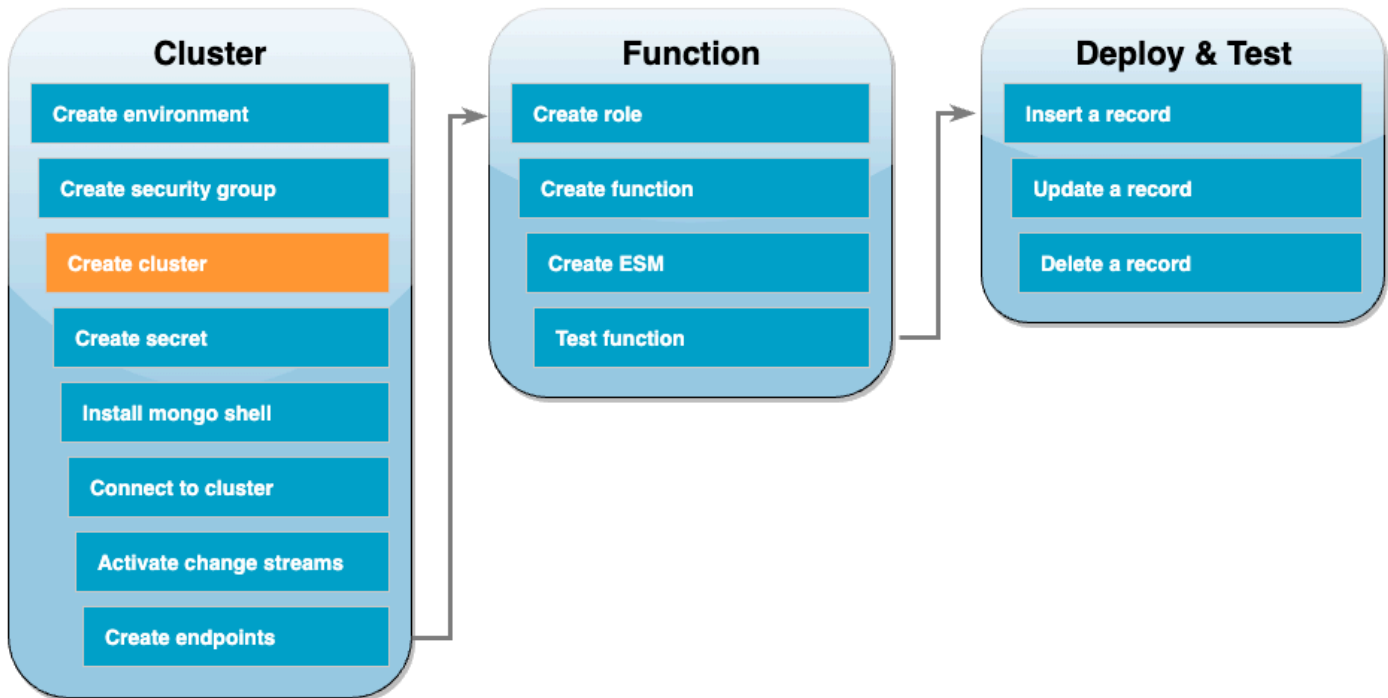 Cluster
Create environment
Create security group
Create cluster
Create secret
Install mongo shell
Connect to cluster
Activate change streams
Create endpoints
Function
Create role
Create function
Create ESM
Test function
Deploy & Test
Insert a record
Update a record
Delete a record